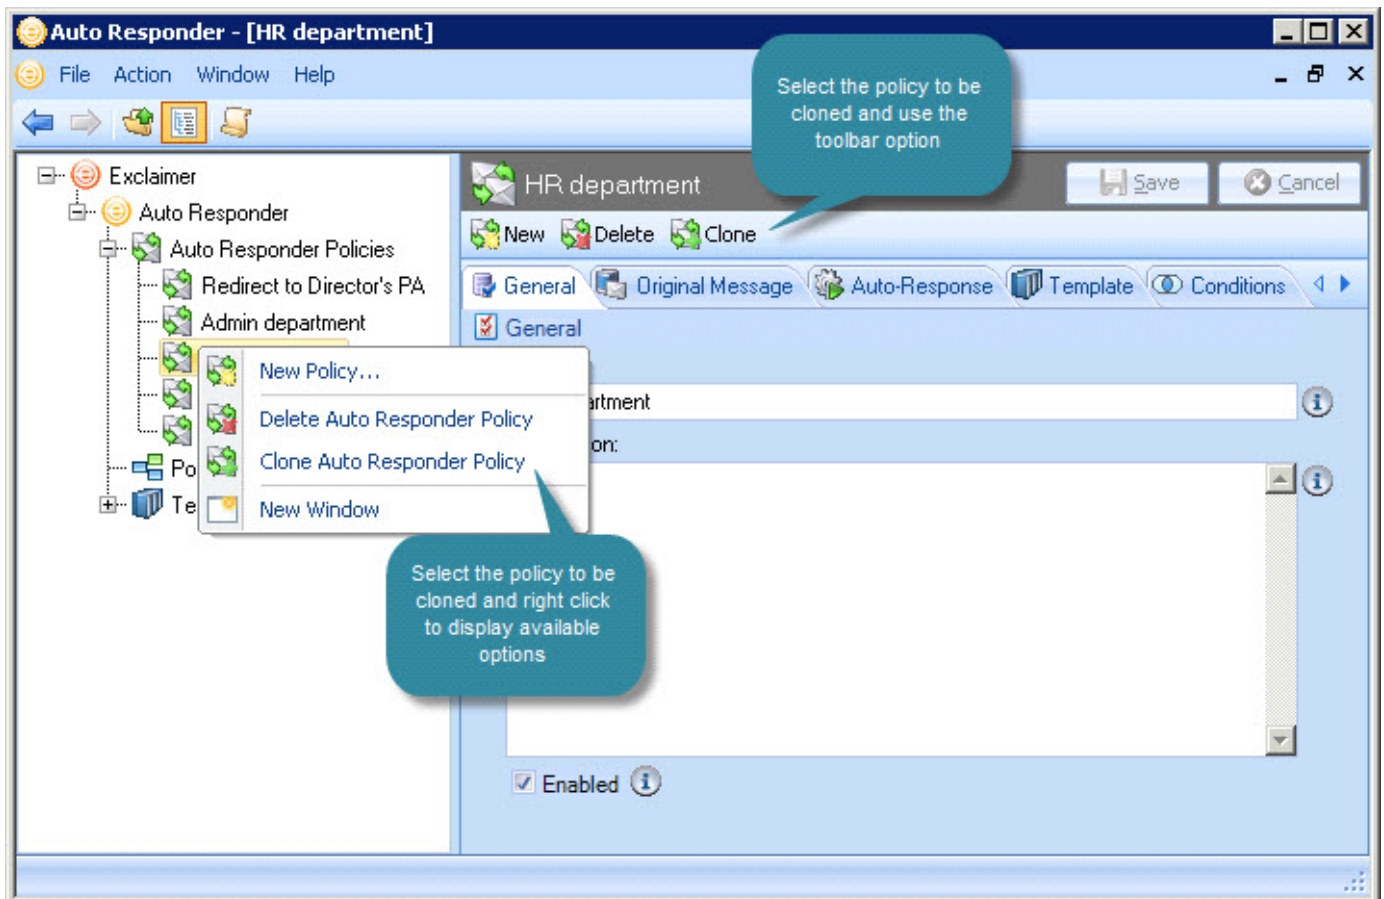 Auto Responder - [HR department]
File Action Window Help
Select the policy to be
cloned and use the
toolbar option
Exclaimer
Auto Responder
Auto Responder Policies
Redirect to Director's PA
Admin department
Po
Te
New Policy...
Delete Auto Responder Policy
Clone Auto Responder Policy
New Window
Select the policy to be
cloned and right click
to display available
options
HR department
Save Cancel
New Delete Clone
General Original Message Auto-Response Template Conditions
General
artment
on:
Enabled